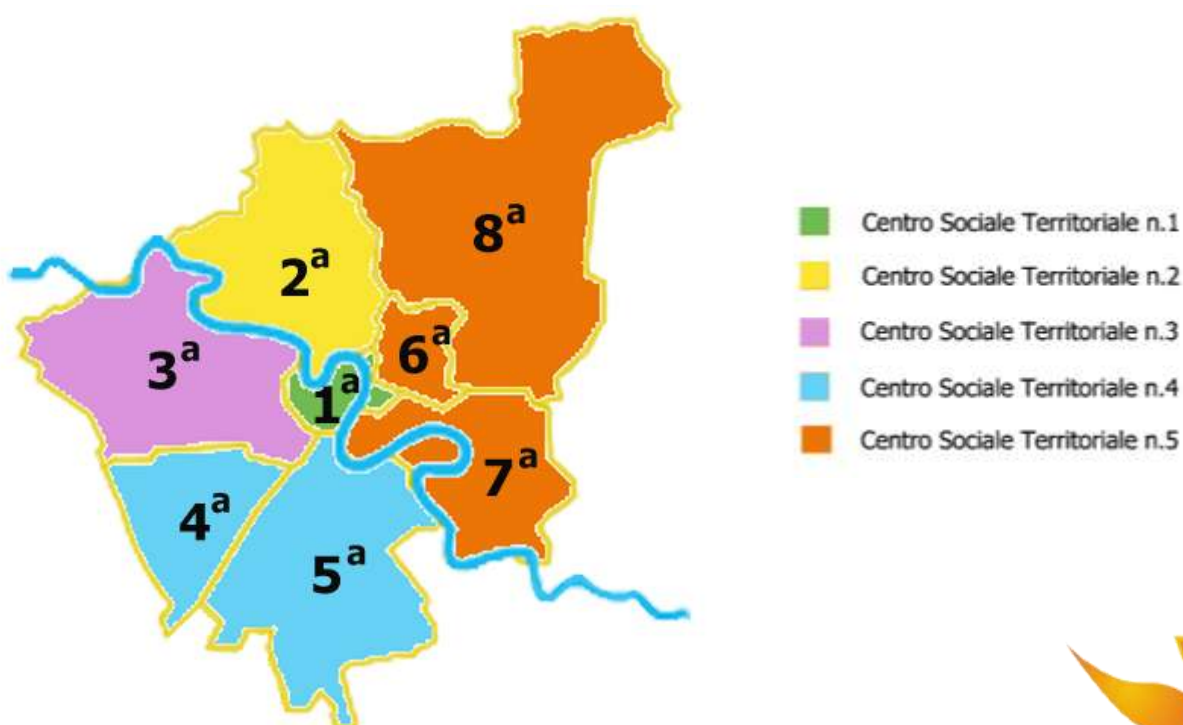 8ª
2ª
6ª
3ª
1ª
7ª
4ª
5ª
Centro Sociale Territoriale n.1
Centro Sociale Territoriale n.2
Centro Sociale Territoriale n.3
Centro Sociale Territoriale n.4
Centro Sociale Territoriale n.5